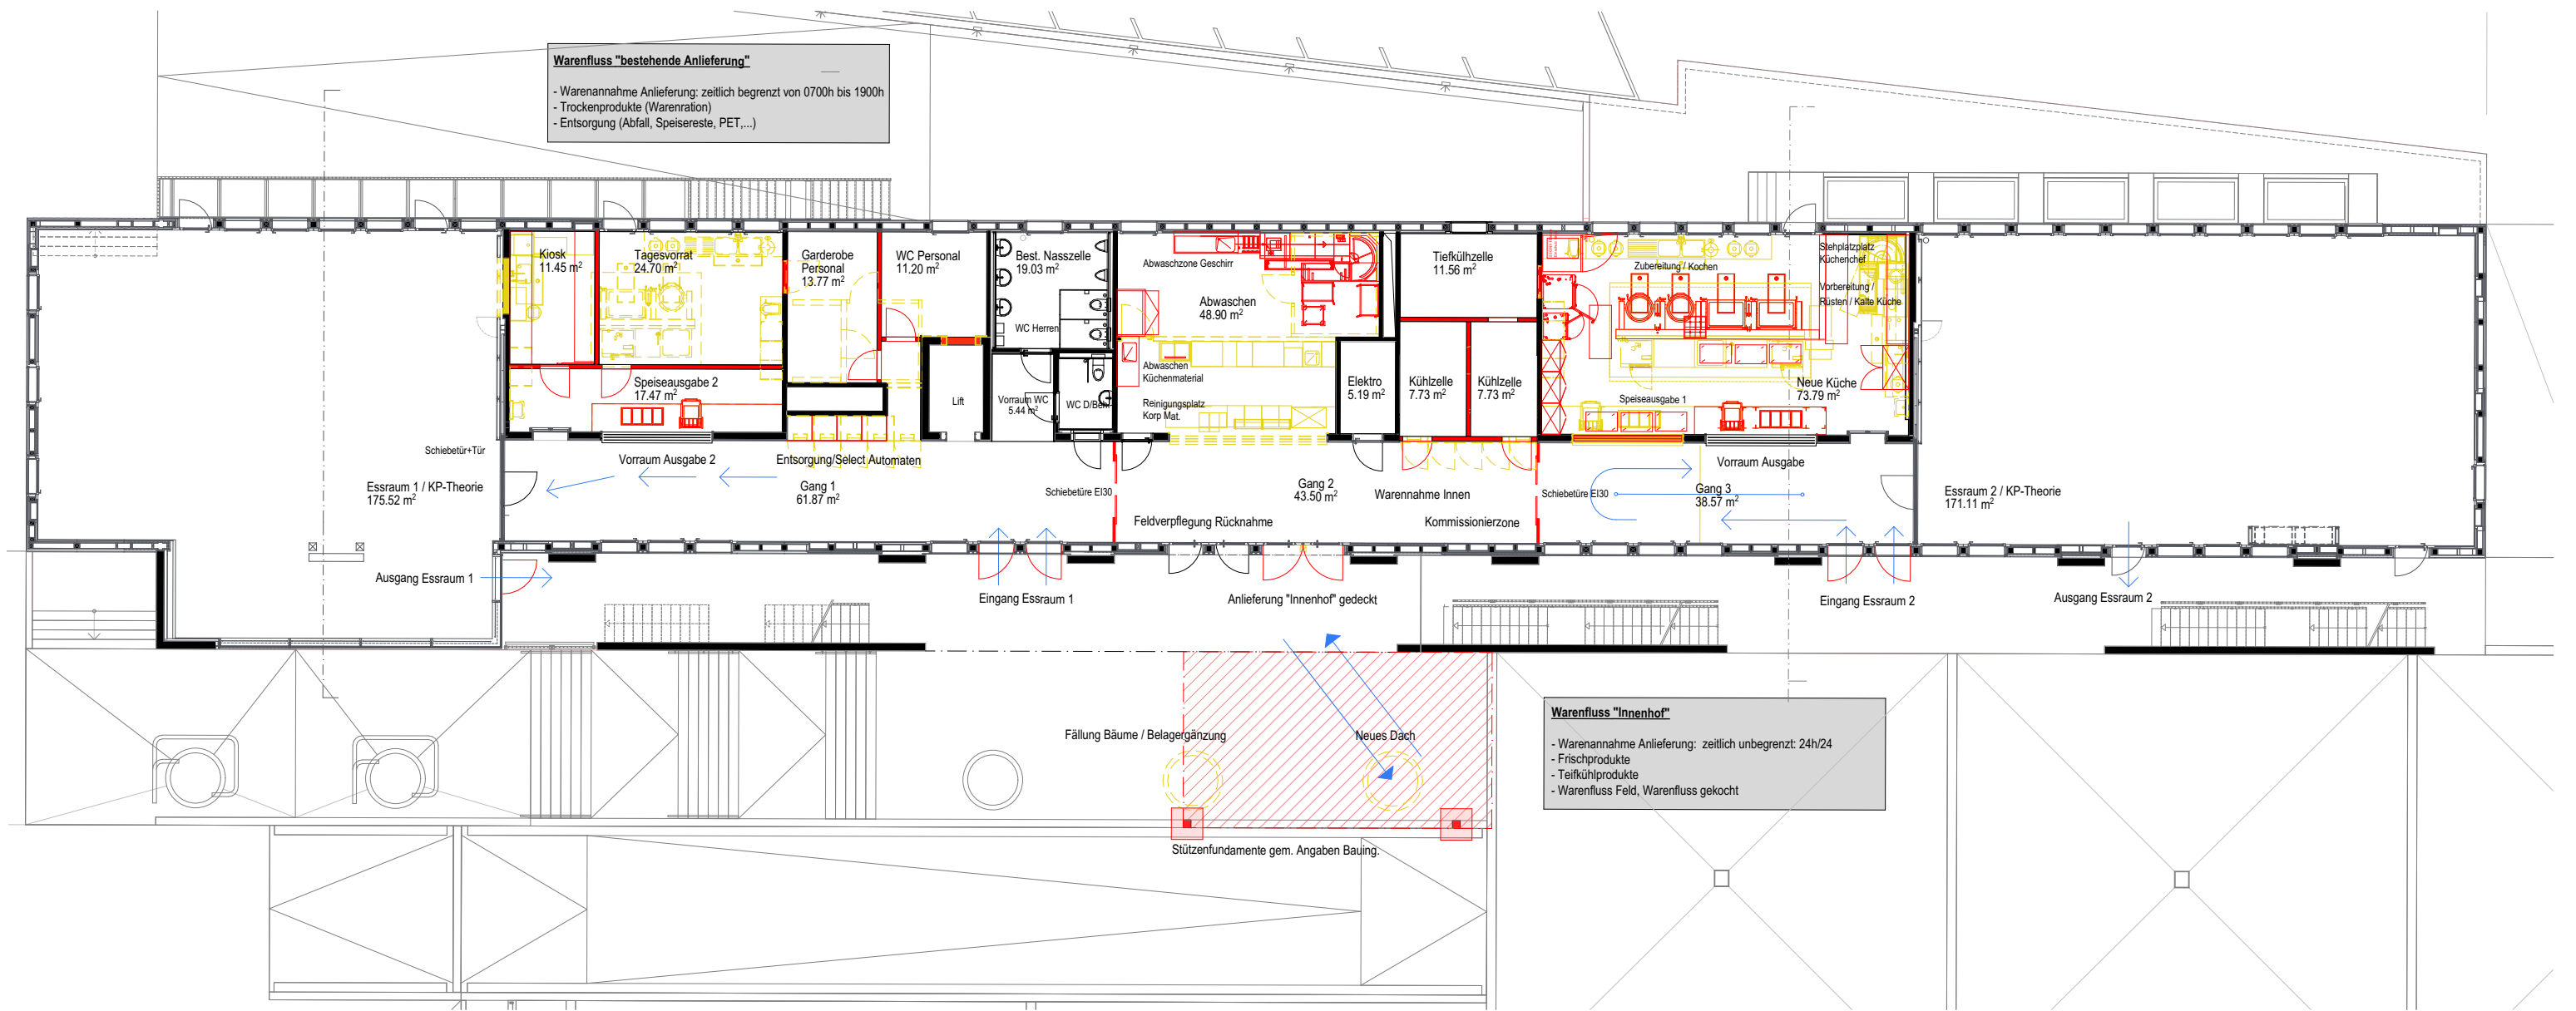 Warenfluss "bestehende Anlieferung"
- Warenannahme Anlieferung: zeitlich begrenzt von 0700h bis 1900h
- Trockenprodukte (Warenration)
- Entsorgung (Abfall, Speisereste, PET,...)
Kiosk
11.45 m²
Tagesvorrat
24.70 m²
Garderobe
Personal
13.77 m²
WC Personal
11.20 m²
Best. Nasszelle
19.03 m²
WC Herren
Abwaschzone Geschirr
Abwaschen
48.90 m²
Tiefkühlzelle
11.56 m²
Zubereitung / Kochen
Stehplatzplatz
Küchenchef
Vorbereitung /
Rüsten / Kalte Küche
Speiseausgabe 2
17.47 m²
Lift
Vorraum WC
5.44 m²
WC D/Beh.
Abwaschen
Küchenmaterial
Reinigungsplatz
Korp Mat.
Elektro
5.19 m²
Kühlzelle
7.73 m²
Kühlzelle
7.73 m²
Speiseausgabe 1
Neue Küche
73.79 m²
Schiebetür+Tür
Vorraum Ausgabe 2
Entsorgung/Select Automaten
Vorraum Ausgabe
Essraum 1 / KP-Theorie
175.52 m²
Gang 1
61.87 m²
Schiebetüre EI30
Gang 2
43.50 m²
Warennahme Innen
Schiebetüre EI30
Gang 3
38.57 m²
Essraum 2 / KP-Theorie
171.11 m²
Feldverpflegung Rücknahme
Kommissionierzone
Ausgang Essraum 1
Eingang Essraum 1
Anlieferung "Innenhof" gedeckt
Eingang Essraum 2
Ausgang Essraum 2
Fällung Bäume / Belagergänzung
Neues Dach
Warenfluss "Innenhof"
- Warenannahme Anlieferung: zeitlich unbegrenzt: 24h/24
- Frischprodukte
- Teifkühlprodukte
- Warenfluss Feld, Warenfluss gekocht
Stützenfundamente gem. Angaben Bauing.